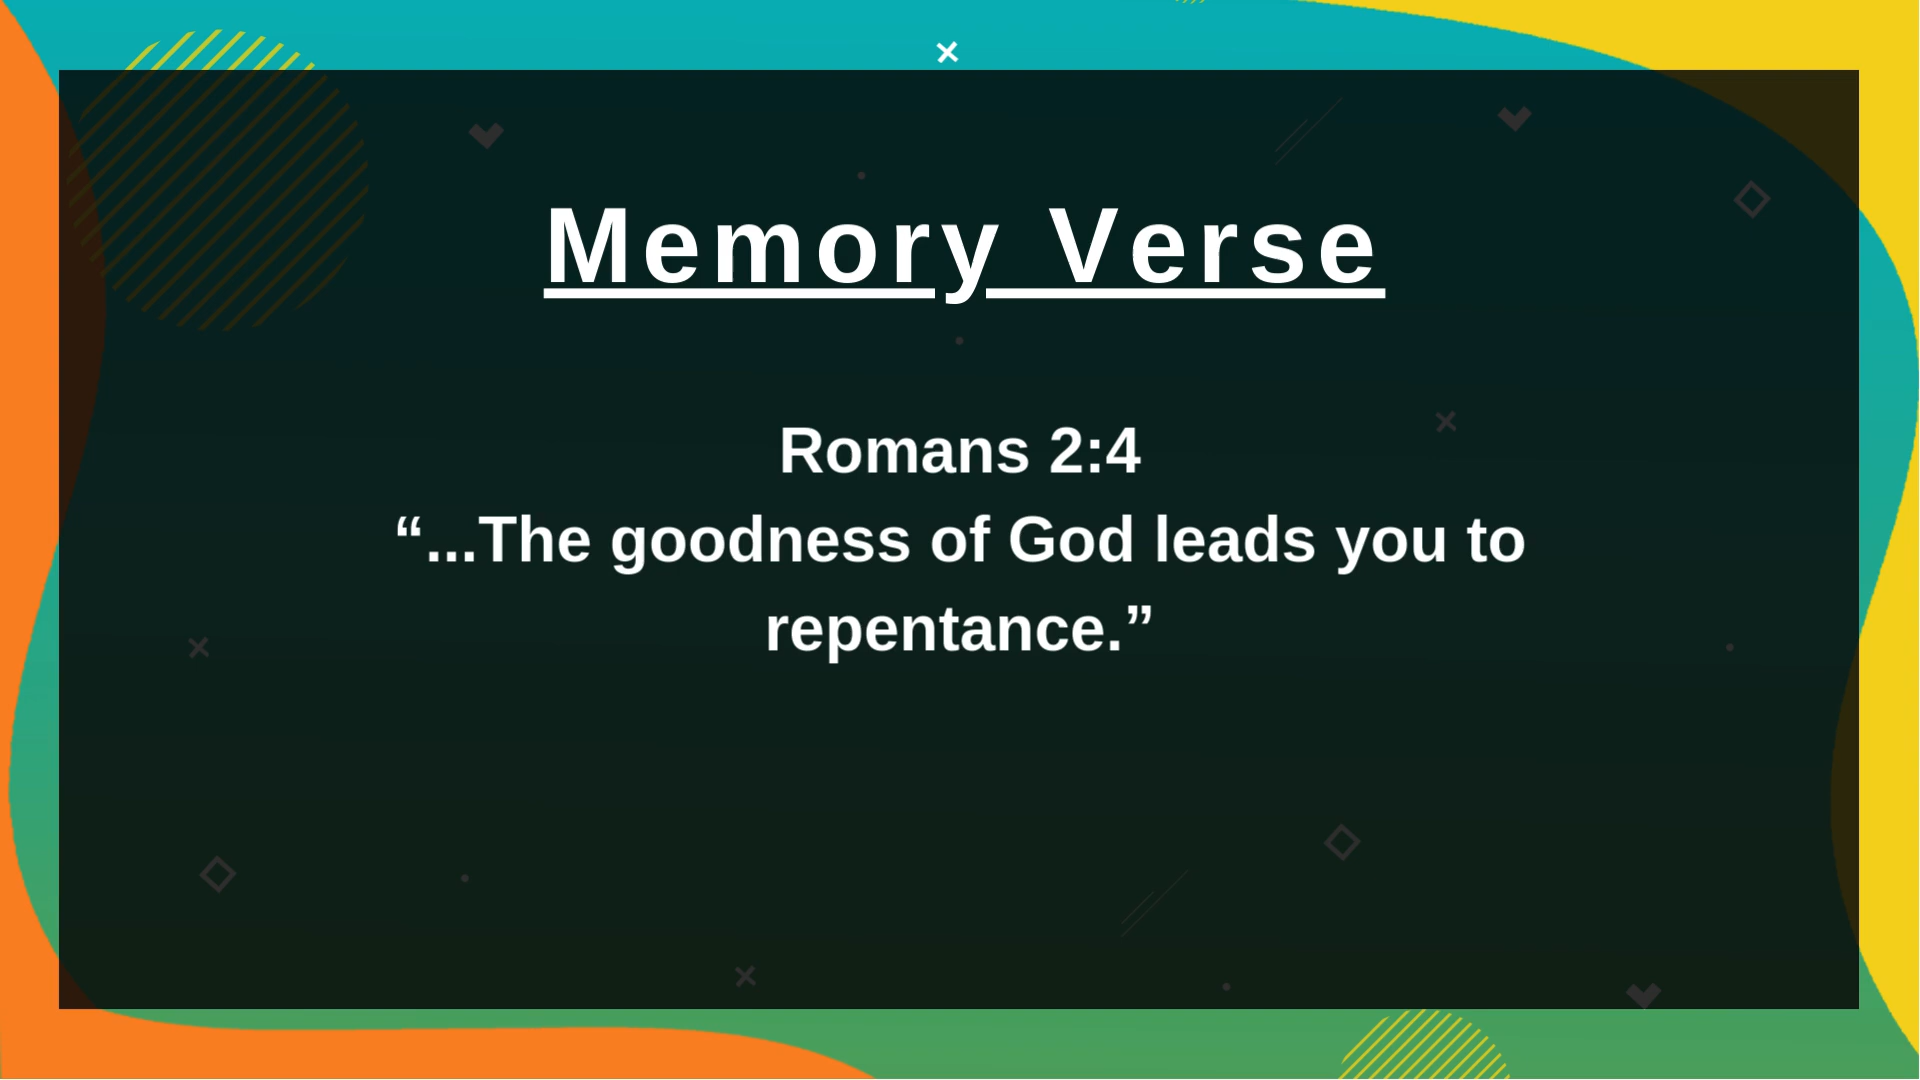 Memory Verse
Romans 2:4
“...The goodness of God leads you to
repentance.”